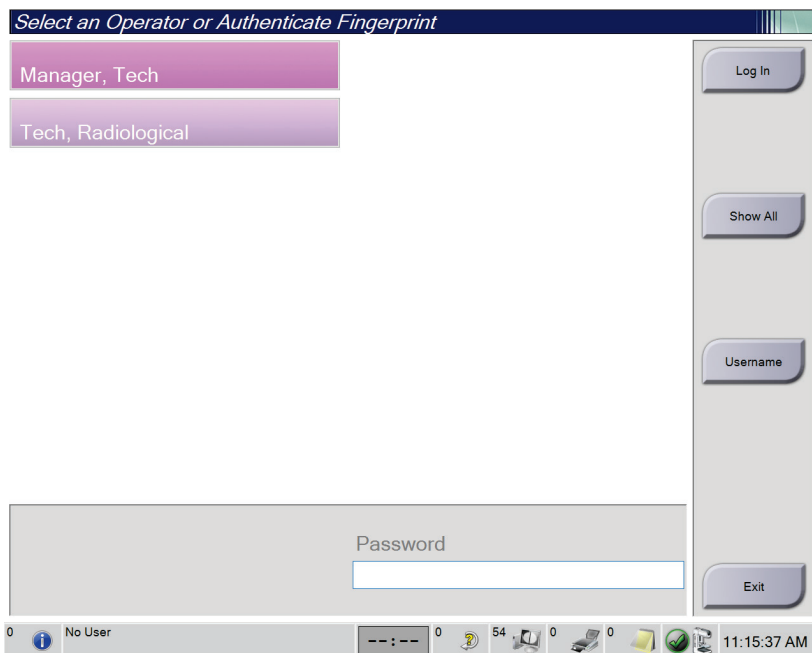 Select an Operator or Authenticate Fingerprint
Manager, Tech
Tech, Radiological
Log In
Show All
Username
Password
Exit
0
No User
--:--
0
54
0
0
11:15:37 AM